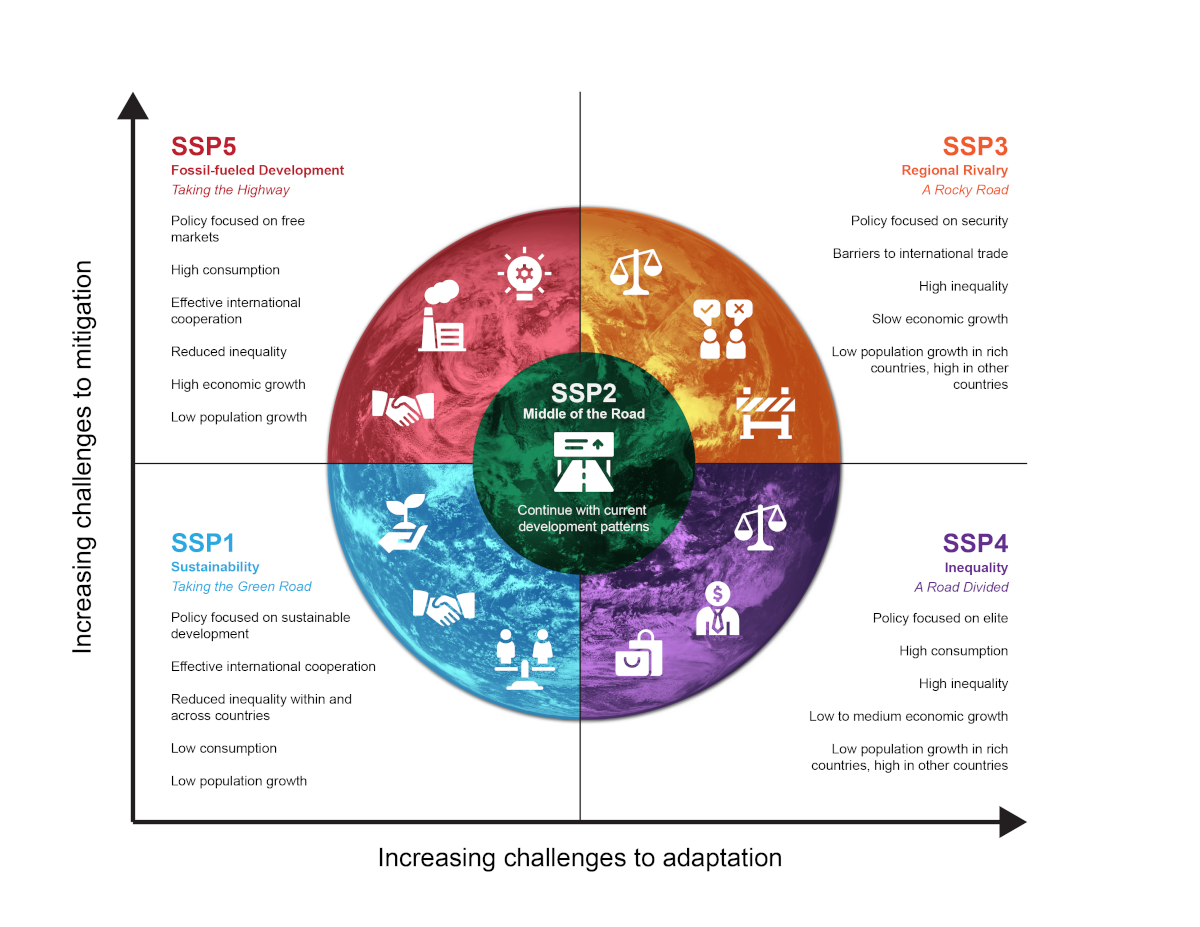 SSP5
Fossil-fueled Development
Taking the Highway
Policy focused on free
markets
High consumption
Effective international
cooperation
Reduced inequality
High economic growth
Low population growth
SSP3
Regional Rivalry
A Rocky Road
Policy focused on security
Barriers to international trade
High inequality
Slow economic growth
Low population growth in rich
countries, high in other
countries
SSP2
Middle of the Road
Continue with current
development patterns
SSP1
Sustainability
Taking the Green Road
Policy focused on sustainable
development
Effective international cooperation
Reduced inequality within and
across countries
Low consumption
Low population growth
SSP4
Inequality
A Road Divided
Policy focused on elite
High consumption
High inequality
Low to medium economic growth
Low population growth in rich
countries, high in other countries
Increasing challenges to mitigation
Increasing challenges to adaptation